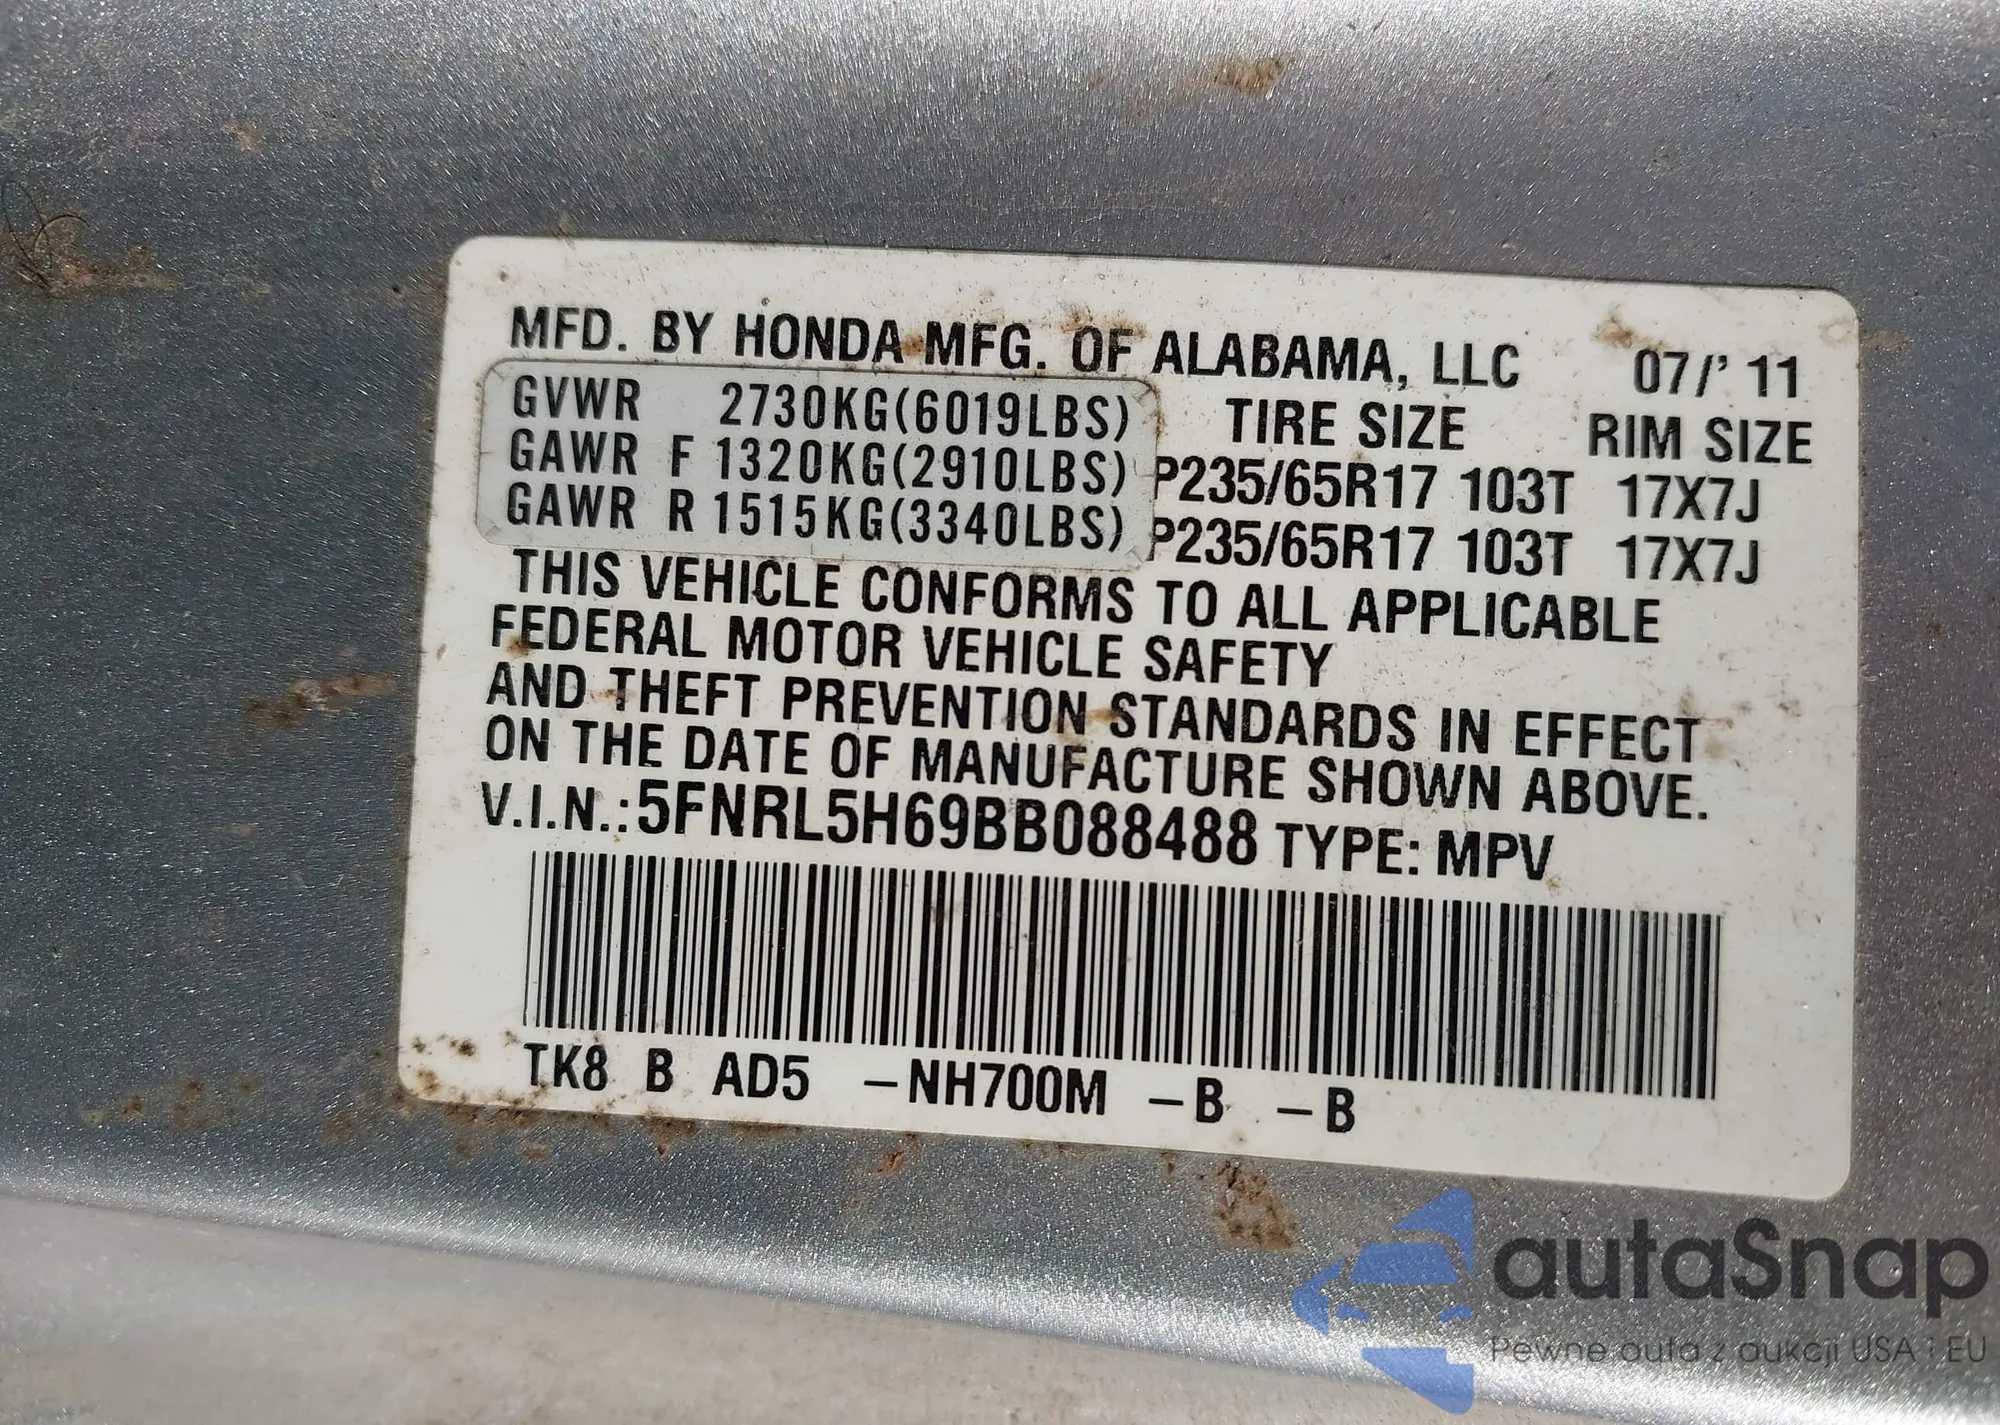 MFD. BY HONDA MFG. OF ALABAMA, LLC 07/'11
GVWR 2730KG(6019LBS) TIRE SIZE RIM SIZE
GAWR F 1320KG(2910LBS) P235/65R17 103T 17X7J
GAWR R 1515KG(3340LBS) P235/65R17 103T 17X7J
THIS VEHICLE CONFORMS TO ALL APPLICABLE
FEDERAL MOTOR VEHICLE SAFETY
AND THEFT PREVENTION STANDARDS IN EFFECT
ON THE DATE OF MANUFACTURE SHOWN ABOVE.
V.I.N.:5FNRL5H69BB088488 TYPE: MPV
TK8 B AD5 –NH700M –B –B
autaSnap
Pewne auta z aukcji USA i EU